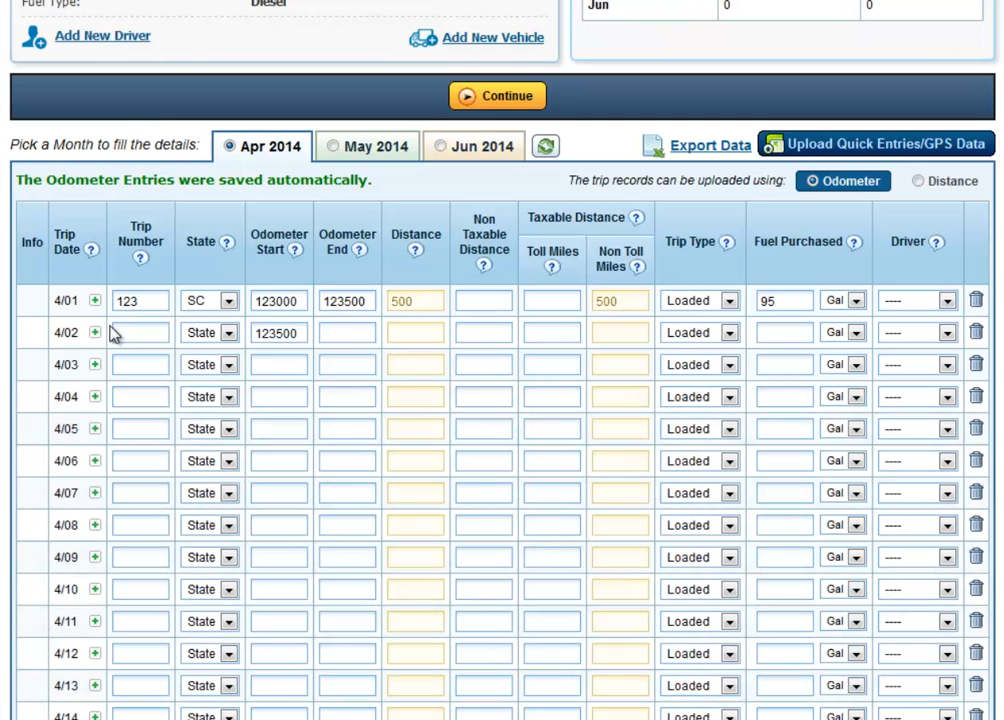 Fuel Type: Diesel
Jun 0 0
Add New Driver Add New Vehicle
Continue
Pick a Month to fill the details: Apr 2014 May 2014 Jun 2014 Export Data Upload Quick Entries/GPS Data
The Odometer Entries were saved automatically. The trip records can be uploaded using: Odometer Distance
Info
Trip
Date ?
Trip
Number
?
State ?
Odometer
Start ?
Odometer
End ?
Distance
?
Non
Taxable
Distance
?
Taxable Distance ?
Toll Miles
?
Non Toll
Miles ?
Trip Type ?
Fuel Purchased ?
Driver ?
4/01 123 SC 123000 123500 500 500 Loaded 95 Gal ----
4/02 State 123500 Loaded Gal ----
4/03 State Loaded Gal ----
4/04 State Loaded Gal ----
4/05 State Loaded Gal ----
4/06 State Loaded Gal ----
4/07 State Loaded Gal ----
4/08 State Loaded Gal ----
4/09 State Loaded Gal ----
4/10 State Loaded Gal ----
4/11 State Loaded Gal ----
4/12 State Loaded Gal ----
4/13 State Loaded Gal ----
4/14 State Loaded Gal ----